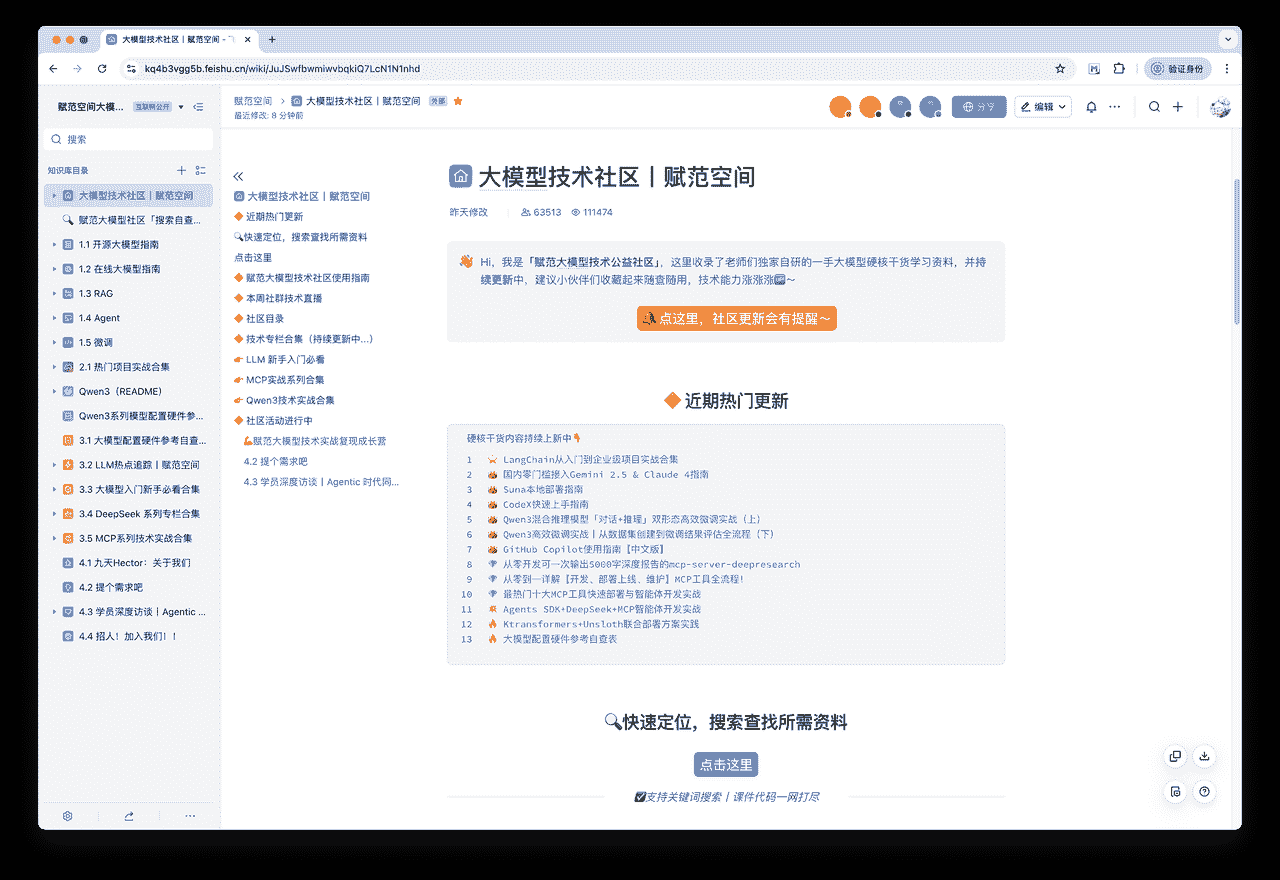 大模型技术社区丨赋范空间 - 飞
kq4b3vgg5b.feishu.cn/wiki/JuJSwfbwmiwvbqkiQ7LcN1N1nhd
验证身份
赋范空间大模...
互联网公开
搜索
知识库目录
大模型技术社区丨赋范空间
赋范大模型社区「搜索自查...
1.1 开源大模型指南
1.2 在线大模型指南
1.3 RAG
1.4 Agent
1.5 微调
2.1 热门项目实战合集
Qwen3（README）
Qwen3系列模型配置硬件参...
3.1 大模型配置硬件参考自查...
3.2 LLM热点追踪丨赋范空间
3.3 大模型入门新手必看合集
3.4 DeepSeek 系列专栏合集
3.5 MCP系列技术实战合集
4.1 九天Hector：关于我们
4.2 提个需求吧
4.3 学员深度访谈丨Agentic ...
4.4 招人！加入我们！！
赋范空间
大模型技术社区丨赋范空间
外部
最近修改: 8 分钟前
分享
编辑
大模型技术社区丨赋范空间
近期热门更新
快速定位，搜索查找所需资料
点击这里
赋范大模型技术社区使用指南
本周社群技术直播
社区目录
技术专栏合集（持续更新中...）
LLM 新手入门必看
MCP实战系列合集
Qwen3技术实战合集
社区活动进行中
赋范大模型技术实战复现成长营
4.2 提个需求吧
4.3 学员深度访谈丨Agentic 时代同...
大模型技术社区丨赋范空间
昨天修改
63513
111474
Hi，我是「赋范大模型技术公益社区」，这里收录了老师们独家自研的一手大模型硬核干货学习资料，并持
续更新中，建议小伙伴们收藏起来随查随用，技术能力涨涨涨～
点这里，社区更新会有提醒～
近期热门更新
硬核干货内容持续上新中
1 LangChain从入门到企业级项目实战合集
2 国内零门槛接入Gemini 2.5 & Claude 4指南
3 Suna本地部署指南
4 CodeX快速上手指南
5 Qwen3混合推理模型「对话+推理」双形态高效微调实战（上）
6 Qwen3高效微调实战丨从数据集创建到微调结果评估全流程（下）
7 GitHub Copilot使用指南【中文版】
8 从零开发可一次输出5000字深度报告的mcp-server-deepresearch
9 从零到一详解【开发、部署上线、维护】MCP工具全流程！
10 最热门十大MCP工具快速部署与智能体开发实战
11 Agents SDK+DeepSeek+MCP智能体开发实战
12 Ktransformers+Unsloth联合部署方案实践
13 大模型配置硬件参考自查表
快速定位，搜索查找所需资料
点击这里
支持关键词搜索丨课件代码一网打尽